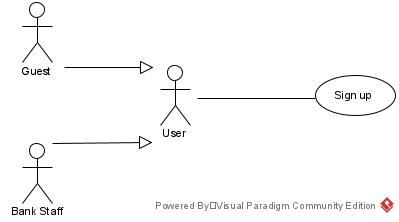 Guest
Sign up
User
Bank Staff
Powered By□Visual Paradigm Community Edition